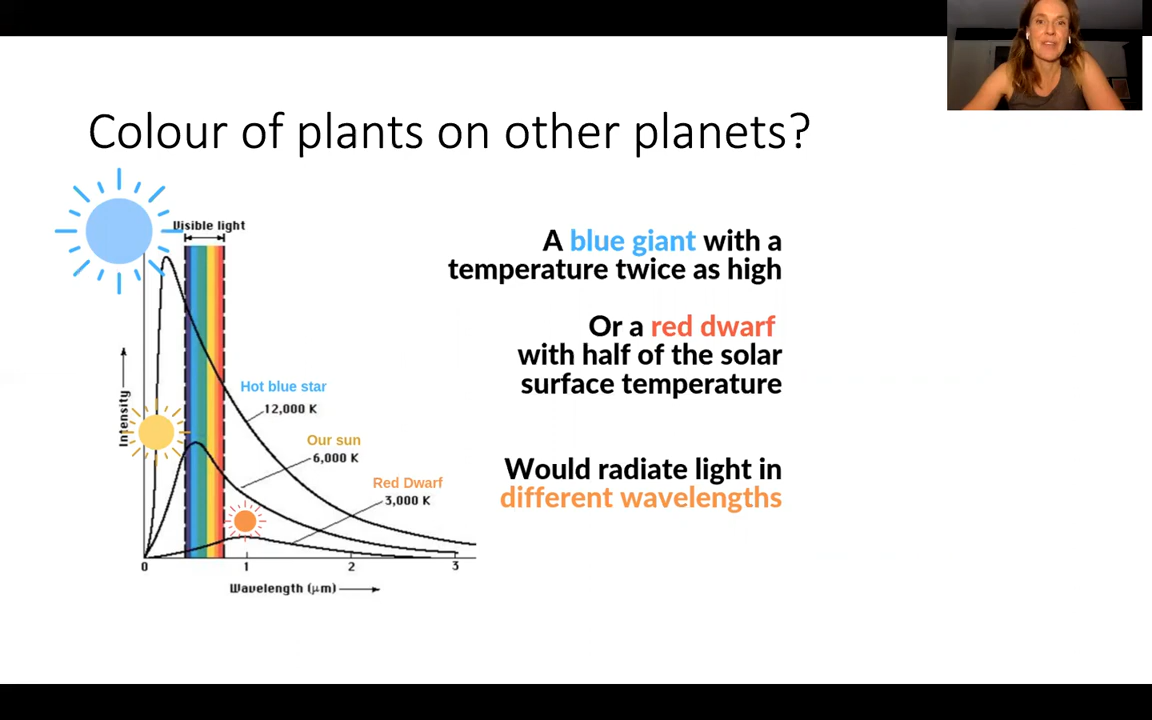 Colour of plants on other planets?
Visible light
A blue giant with a
temperature twice as high
Or a red dwarf
with half of the solar
surface temperature
Would radiate light in
different wavelengths
Intensity
Hot blue star
12,000 K
Our sun
6,000 K
Red Dwarf
3,000 K
0
1
2
3
Wavelength (μm)